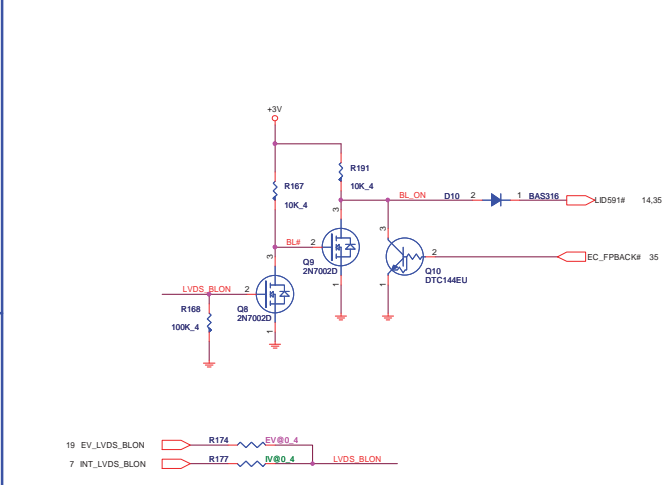 +3V
R191
R167
10K_4
10K_4
BL_ON
D10
2
1
BAS316
LID591#
14,35
3
3
BL#
2
2
EC_FPBACK#
35
3
Q9
2N7002D
Q10
DTC144EU
LVDS_BLON
2
1
1
R168
100K_4
Q8
2N7002D
1
19
EV_LVDS_BLON
R174
EV@0_4
7
INT_LVDS_BLON
R177
IV@0_4
LVDS_BLON